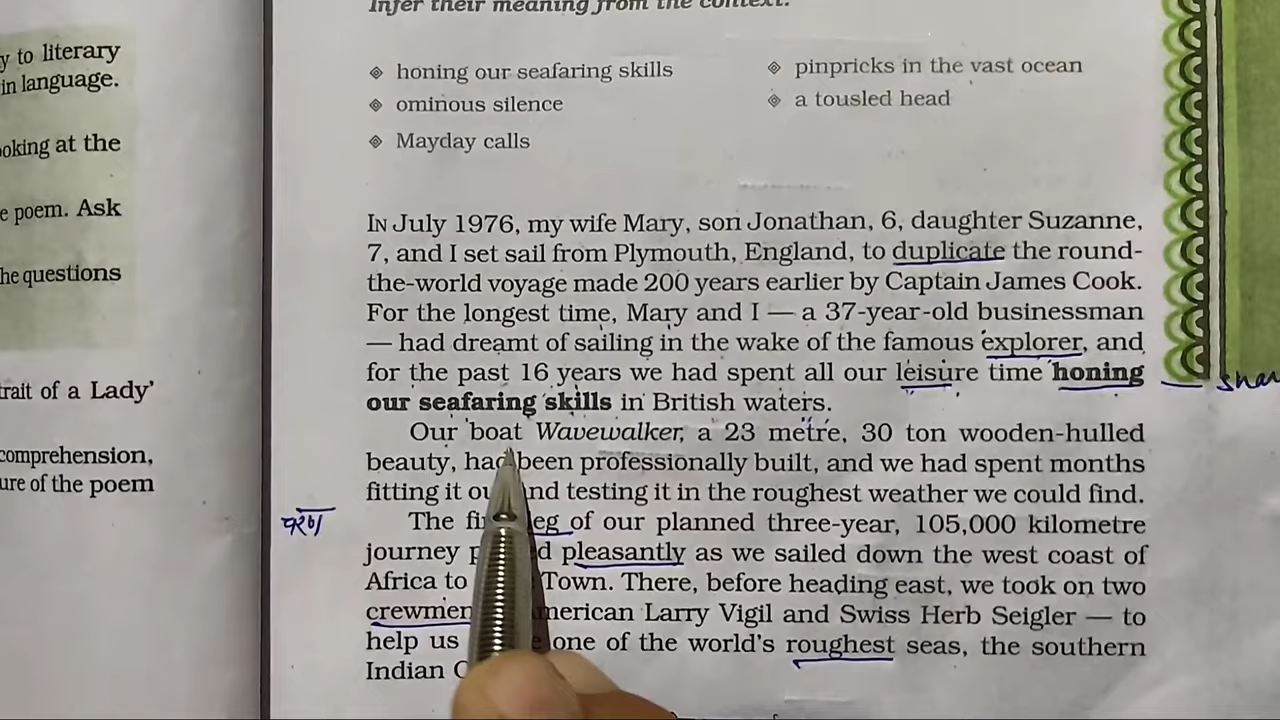 Infer their meaning from the context.
y to literary
in language.
ooking at the
e poem. Ask
he questions
rait of a Lady'
comprehension,
ure of the poem
honing our seafaring skills
pinpricks in the vast ocean
ominous silence
a tousled head
Mayday calls
IN July 1976, my wife Mary, son Jonathan, 6, daughter Suzanne,
7, and I set sail from Plymouth, England, to duplicate the round-
the-world voyage made 200 years earlier by Captain James Cook.
For the longest time, Mary and I — a 37-year-old businessman
— had dreamt of sailing in the wake of the famous explorer, and
for the past 16 years we had spent all our leisure time honing
our seafaring skills in British waters.
Our boat Wavewalker, a 23 metre, 30 ton wooden-hulled
beauty, had been professionally built, and we had spent months
fitting it ou nd testing it in the roughest weather we could find.
The fi leg of our planned three-year, 105,000 kilometre
journey p d pleasantly as we sailed down the west coast of
Africa to Town. There, before heading east, we took on two
crewmen merican Larry Vigil and Swiss Herb Seigler — to
help us one of the world's roughest seas, the southern
Indian